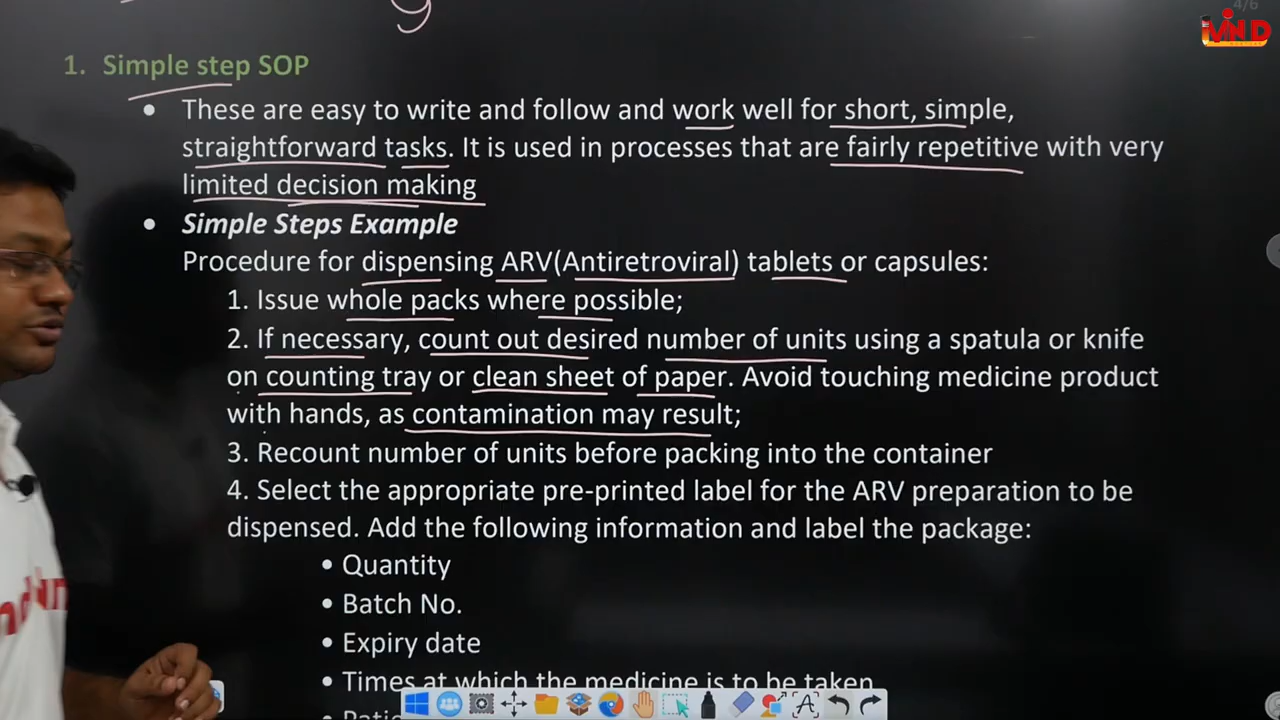 4/6
iMND
1. Simple step SOP
• These are easy to write and follow and work well for short, simple,
straightforward tasks. It is used in processes that are fairly repetitive with very
limited decision making
• Simple Steps Example
Procedure for dispensing ARV(Antiretroviral) tablets or capsules:
1. Issue whole packs where possible;
2. If necessary, count out desired number of units using a spatula or knife
on counting tray or clean sheet of paper. Avoid touching medicine product
with hands, as contamination may result;
3. Recount number of units before packing into the container
4. Select the appropriate pre-printed label for the ARV preparation to be
dispensed. Add the following information and label the package:
• Quantity
• Batch No.
• Expiry date
• Times at which the medicine is to be taken